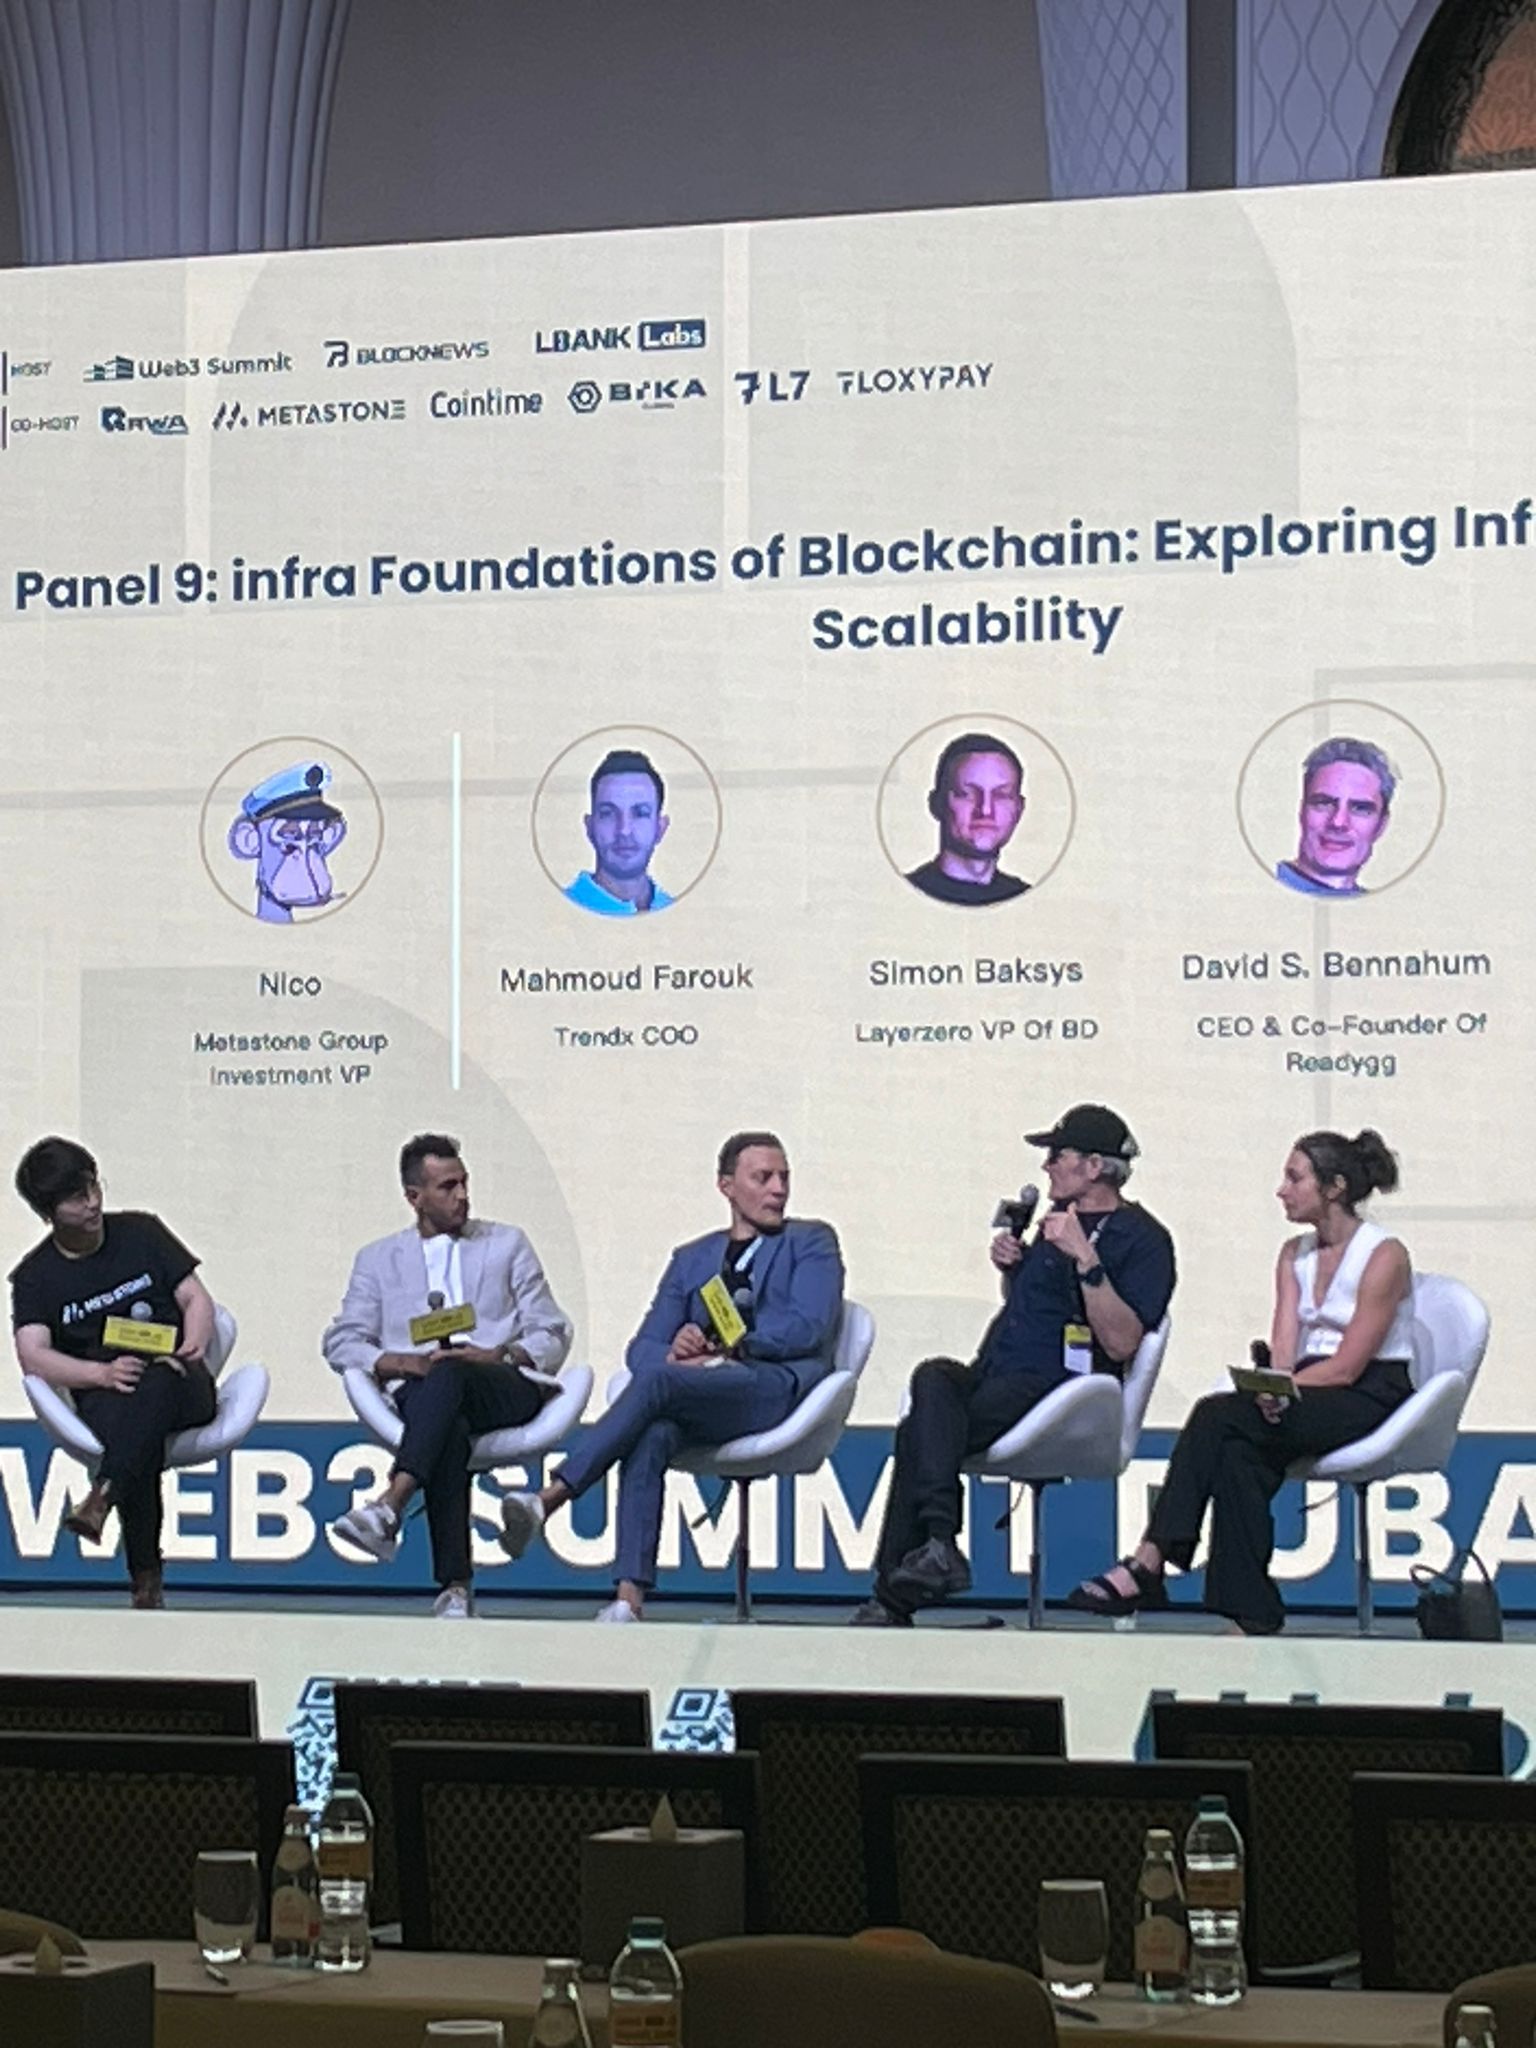 HOST Web3 Summit BLOCKNEWS LBANK Labs
CO-HOST RWA METASTONE Cointime BIKA L7 FLOXYPAY
Panel 9: infra Foundations of Blockchain: Exploring Inf
Scalability
Nico
Metastone Group
Investment VP
Mahmoud Farouk
Trendx COO
Simon Baksys
Layerzero VP Of BD
David S. Bennahum
CEO & Co-Founder Of
Readygg
METASTONE
WEB3 SUMMIT DUBA